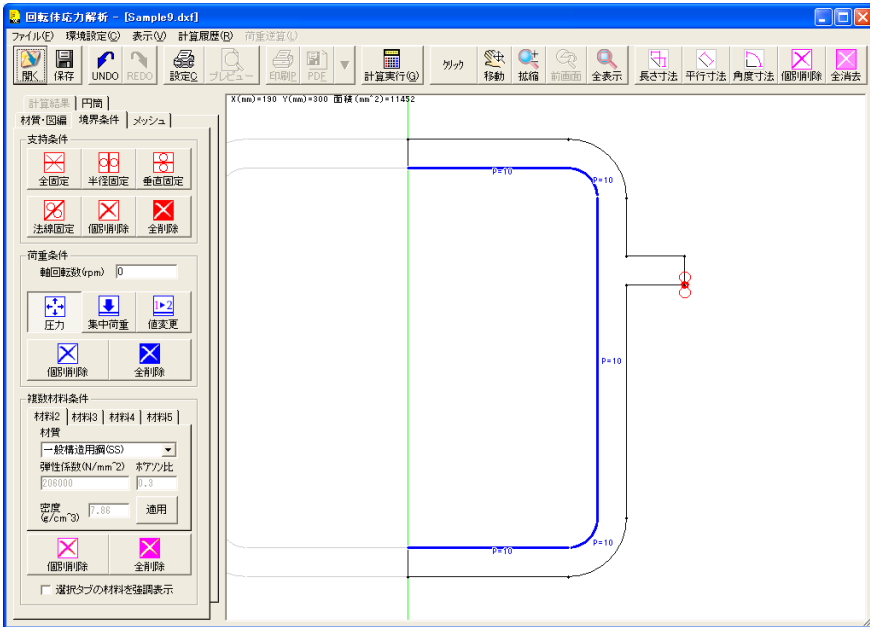 回転体応力解析 - [Sample9.dxf]
ファイル(F) 環境設定(C) 表示(V) 計算履歴(R) 荷重逆算(L)
開く 保存 UNDO REDO 設定C プレビュー 印刷P PDF 計算実行(G) クリック 移動 拡縮 前画面 全表示 長さ寸法 平行寸法 角度寸法 個別削除 全消去
計算結果 円筒
材質・図編 境界条件 メッシュ
支持条件
全固定 半径固定 垂直固定
法線固定 個別削除 全削除
荷重条件
軸回転数(rpm) 0
圧力 集中荷重 値変更
個別削除 全削除
複数材料条件
材料2 材料3 材料4 材料5
材質
一般構造用鋼(SS)
弾性係数(N/mm^2) ポアソン比
206000 0.3
密度 (g/cm^3) 7.86 適用
個別削除 全削除
選択タブの材料を強調表示
X(mm)=190 Y(mm)=300 面積(mm^2)=11452
P=10
P=10
P=10
P=10
P=10